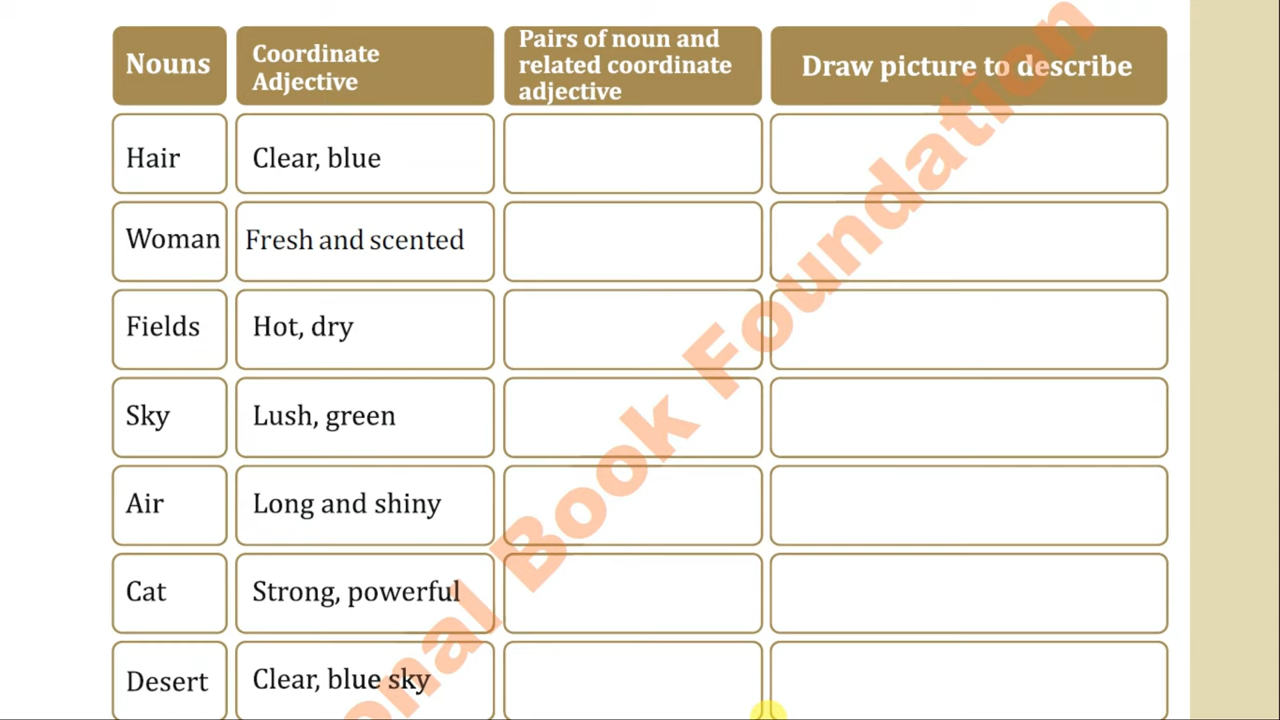 Nouns
Coordinate
Adjective
Pairs of noun and
related coordinate
adjective
Draw picture to describe
Hair
Clear, blue
Woman
Fresh and scented
Fields
Hot, dry
Sky
Lush, green
Air
Long and shiny
Cat
Strong, powerful
Desert
Clear, blue sky
onal Book Foundation